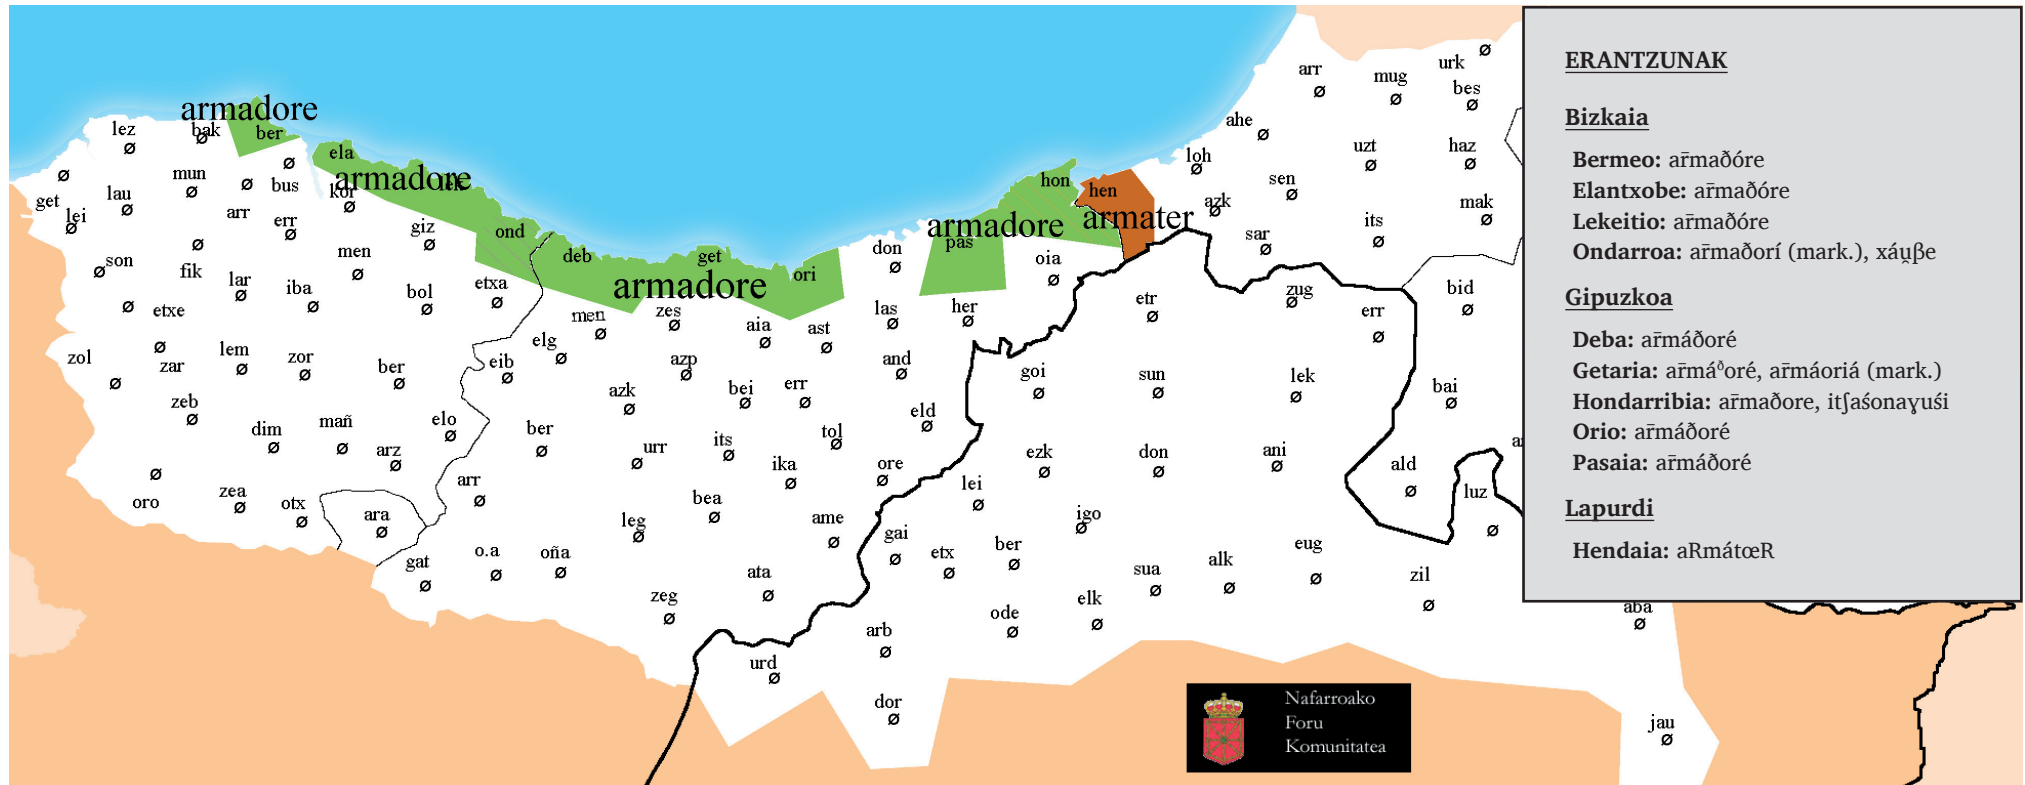 ERANTZUNAK
Bizkaia
Bermeo: ar̄maðóre
Elantxobe: ar̄maðóre
Lekeitio: ar̄maðóre
Ondarroa: ar̄maðorí (mark.), xáu̯βe
Gipuzkoa
Deba: ar̄máðoré
Getaria: ar̄máᶞoré, ar̄máoriá (mark.)
Hondarribia: ar̄maðore, itʃaśonaɣuśi
Orio: ar̄máðoré
Pasaia: ar̄máðoré
Lapurdi
Hendaia: aRmátœR
armadore
armadore
armadore
armadore
armater
lez
bak
ber
ela
get
lau
mun
bus
kor
lei
arr
err
giz
ond
son
fik
men
deb
get
ori
don
pas
hon
hen
oia
etxe
lar
iba
bol
etxa
men
zes
aia
ast
las
her
zol
zar
lem
zor
ber
eib
elg
azk
azp
bei
err
and
eld
zeb
dim
mañ
arz
elo
ber
urr
its
ika
tol
ore
oro
zea
otx
ara
arr
leg
bea
ame
gat
o.a
oña
zeg
ata
urd
arb
dor
gai
etx
ber
lei
ezk
igo
ode
elk
sua
alk
eug
zil
goi
sun
lek
don
ani
etr
zug
err
bid
bai
ald
luz
arr
mug
urk
bes
ahe
loh
uzt
haz
sen
azk
sar
its
mak
aba
jau
Nafarroako
Foru
Komunitatea